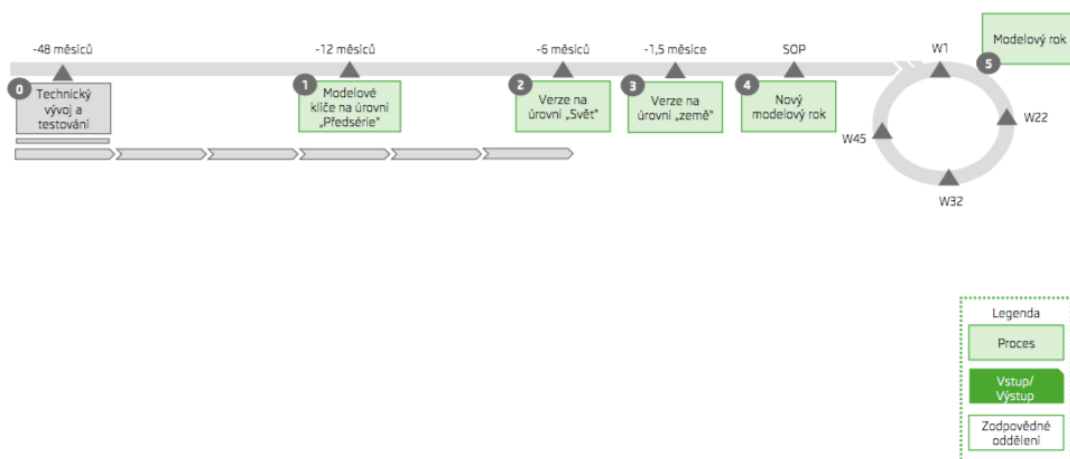 -48 měsíců
-12 měsíců
-6 měsíců
-1,5 měsíce
SOP
W1
0
Technický
vývoj a
testování
1
Modelové
klíče na úrovni
„Předsérie"
2
Verze na
úrovni „Svět"
3
Verze na
úrovni „země"
4
Nový
modelový rok
5
Modelový rok
W22
W32
W45
Legenda
Proces
Vstup/
Výstup
Zodpovědné
oddělení